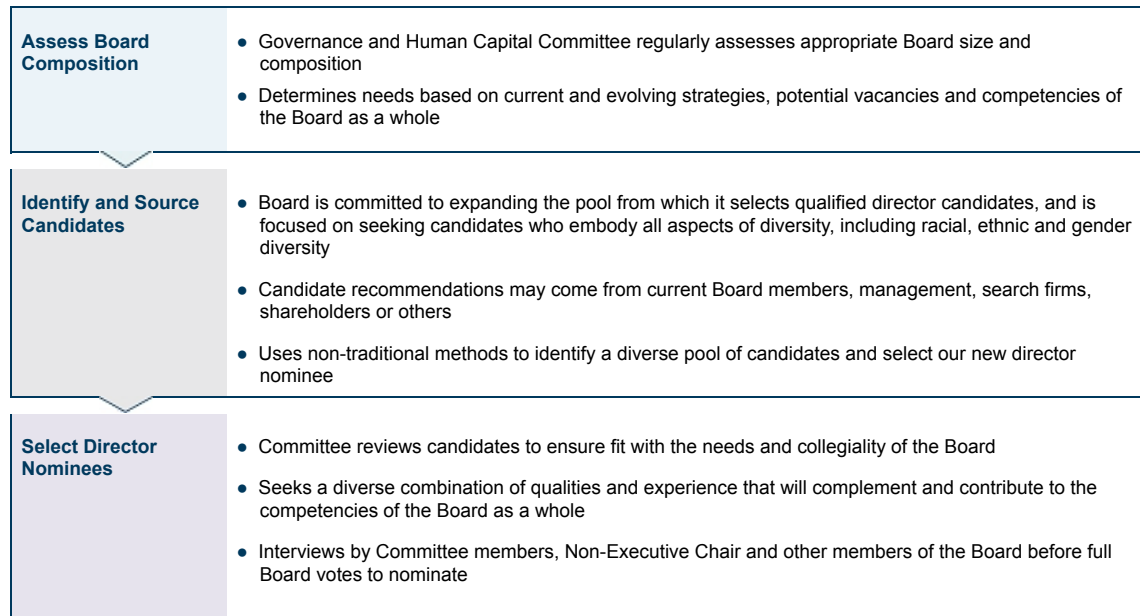 Assess Board
Composition
● Governance and Human Capital Committee regularly assesses appropriate Board size and
composition
● Determines needs based on current and evolving strategies, potential vacancies and competencies of
the Board as a whole
Identify and Source
Candidates
● Board is committed to expanding the pool from which it selects qualified director candidates, and is
focused on seeking candidates who embody all aspects of diversity, including racial, ethnic and gender
diversity
● Candidate recommendations may come from current Board members, management, search firms,
shareholders or others
● Uses non-traditional methods to identify a diverse pool of candidates and select our new director
nominee
Select Director
Nominees
● Committee reviews candidates to ensure fit with the needs and collegiality of the Board
● Seeks a diverse combination of qualities and experience that will complement and contribute to the
competencies of the Board as a whole
● Interviews by Committee members, Non-Executive Chair and other members of the Board before full
Board votes to nominate